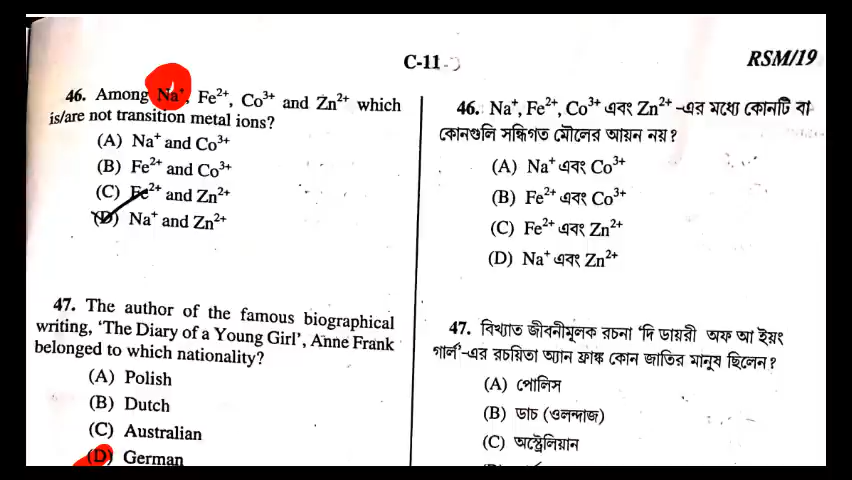 C-11
RSM/19
46. Among Na⁺, Fe²⁺, Co³⁺ and Zn²⁺ which
is/are not transition metal ions?
(A) Na⁺ and Co³⁺
(B) Fe²⁺ and Co³⁺
(C) Fe²⁺ and Zn²⁺
(D) Na⁺ and Zn²⁺
47. The author of the famous biographical
writing, ‘The Diary of a Young Girl’, Anne Frank
belonged to which nationality?
(A) Polish
(B) Dutch
(C) Australian
(D) German
46. Na⁺, Fe²⁺, Co³⁺ এবং Zn²⁺ -এর মধ্যে কোনটি বা
কোনগুলি সন্ধিগত মৌলের আয়ন নয়?
(A) Na⁺ এবং Co³⁺
(B) Fe²⁺ এবং Co³⁺
(C) Fe²⁺ এবং Zn²⁺
(D) Na⁺ এবং Zn²⁺
47. বিখ্যাত জীবনীমূলক রচনা ‘দি ডায়রী অফ আ ইয়ং
গার্ল’-এর রচয়িতা অ্যান ফ্রাঙ্ক কোন জাতির মানুষ ছিলেন?
(A) পোলিস
(B) ডাচ (ওলন্দাজ)
(C) অস্ট্রেলিয়ান